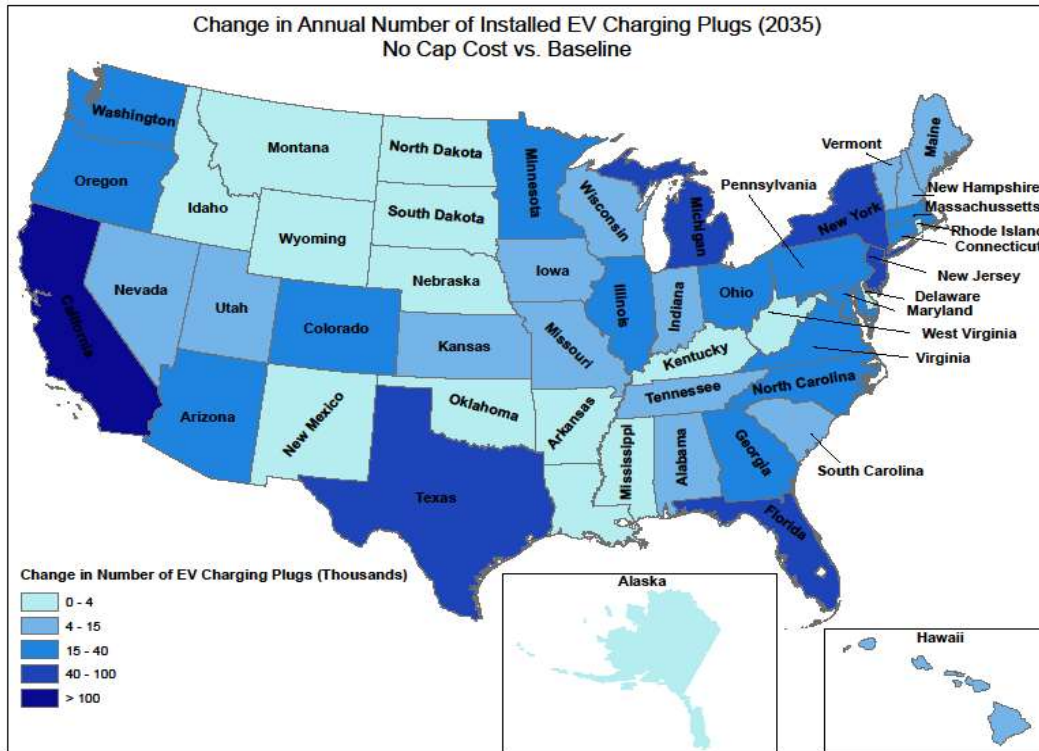 Change in Annual Number of Installed EV Charging Plugs (2035)
No Cap Cost vs. Baseline
Washington
Montana
North Dakota
Minnesota
Maine
Vermont
Oregon
Idaho
South Dakota
Wisconsin
Michigan
Pennsylvania
New York
New Hampshire
Massachussetts
Rhode Island
Connecticut
Wyoming
Nebraska
Iowa
New Jersey
Nevada
Utah
Colorado
Kansas
Missouri
Illinois
Indiana
Ohio
Delaware
Maryland
West Virginia
Virginia
California
Kentucky
Tennessee
North Carolina
Arizona
New Mexico
Oklahoma
Arkansas
Mississippi
Alabama
Georgia
South Carolina
Texas
Florida
Change in Number of EV Charging Plugs (Thousands)
0 - 4
4 - 15
15 - 40
40 - 100
> 100
Alaska
Hawaii